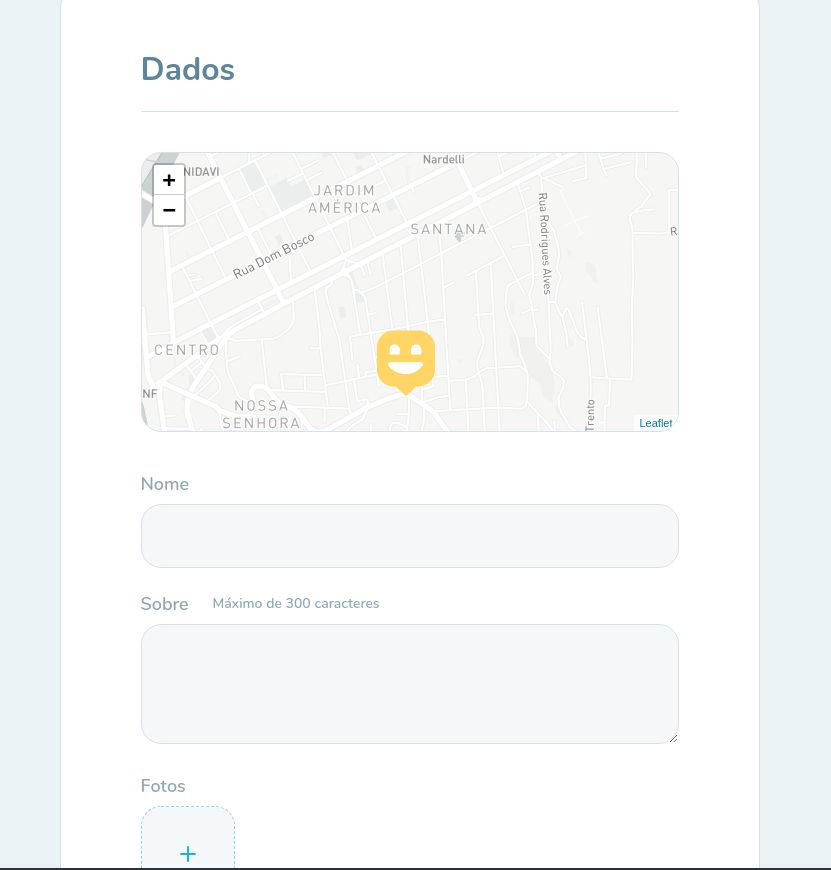 Dados
Nardelli
NIDAVI
+
JARDIM
AMÉRICA
−
SANTANA
Rua Rodrigues Alves
R
Rua Dom Bosco
CENTRO
NF
NOSSA
SENHORA
Trento
Leaflet
Nome
Sobre Máximo de 300 caracteres
Fotos
+